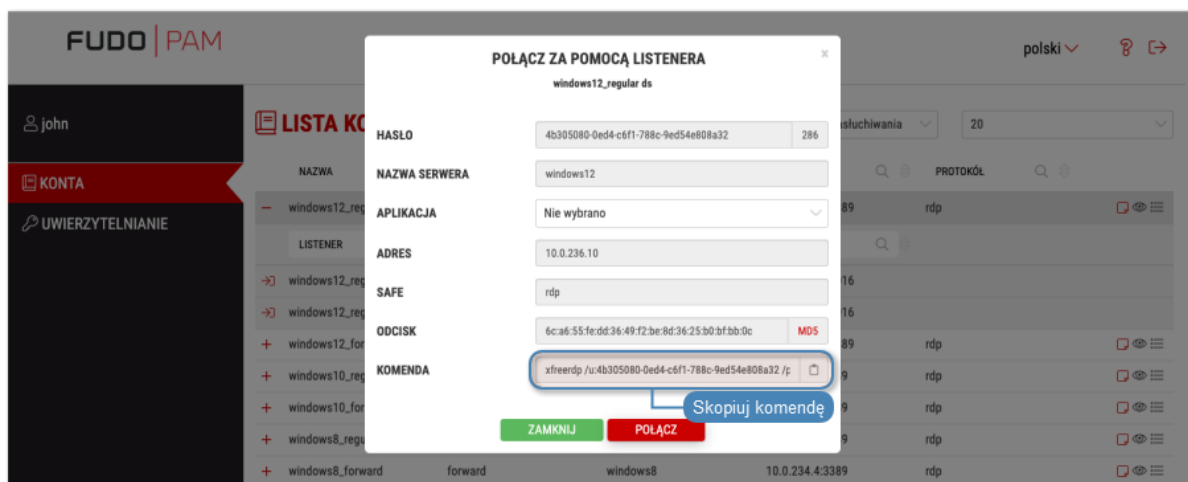 FUDO PAM
polski
john
KONTA
UWIERZYTELNIANIE
LISTA
20
NAZWA
PROTOKÓŁ
LISTENER
POŁĄCZ ZA POMOCĄ LISTENERA
×
windows12_regular ds
HASŁO
4b305080-0ed4-c6f1-788c-9ed54e808a32 286
NAZWA SERWERA
windows12
APLIKACJA
Nie wybrano
ADRES
10.0.236.10
SAFE
rdp
ODCISK
6c:a6:55:fe:dd:36:49:f2:be:8d:36:25:b0:bf:bb:0c MD5
KOMENDA
xfreerdp /u:4b305080-0ed4-c6f1-788c-9ed54e808a32 /p
Skopiuj komendę
ZAMKNIJ POŁĄCZ
windows12_reg 89 rdp
windows12_reg 16
windows12_reg 16
windows12_for 89 rdp
windows10_reg 9 rdp
windows10_for 9 rdp
windows8_regu 9 rdp
windows8_forward forward windows8 10.0.234.4:3389 rdp